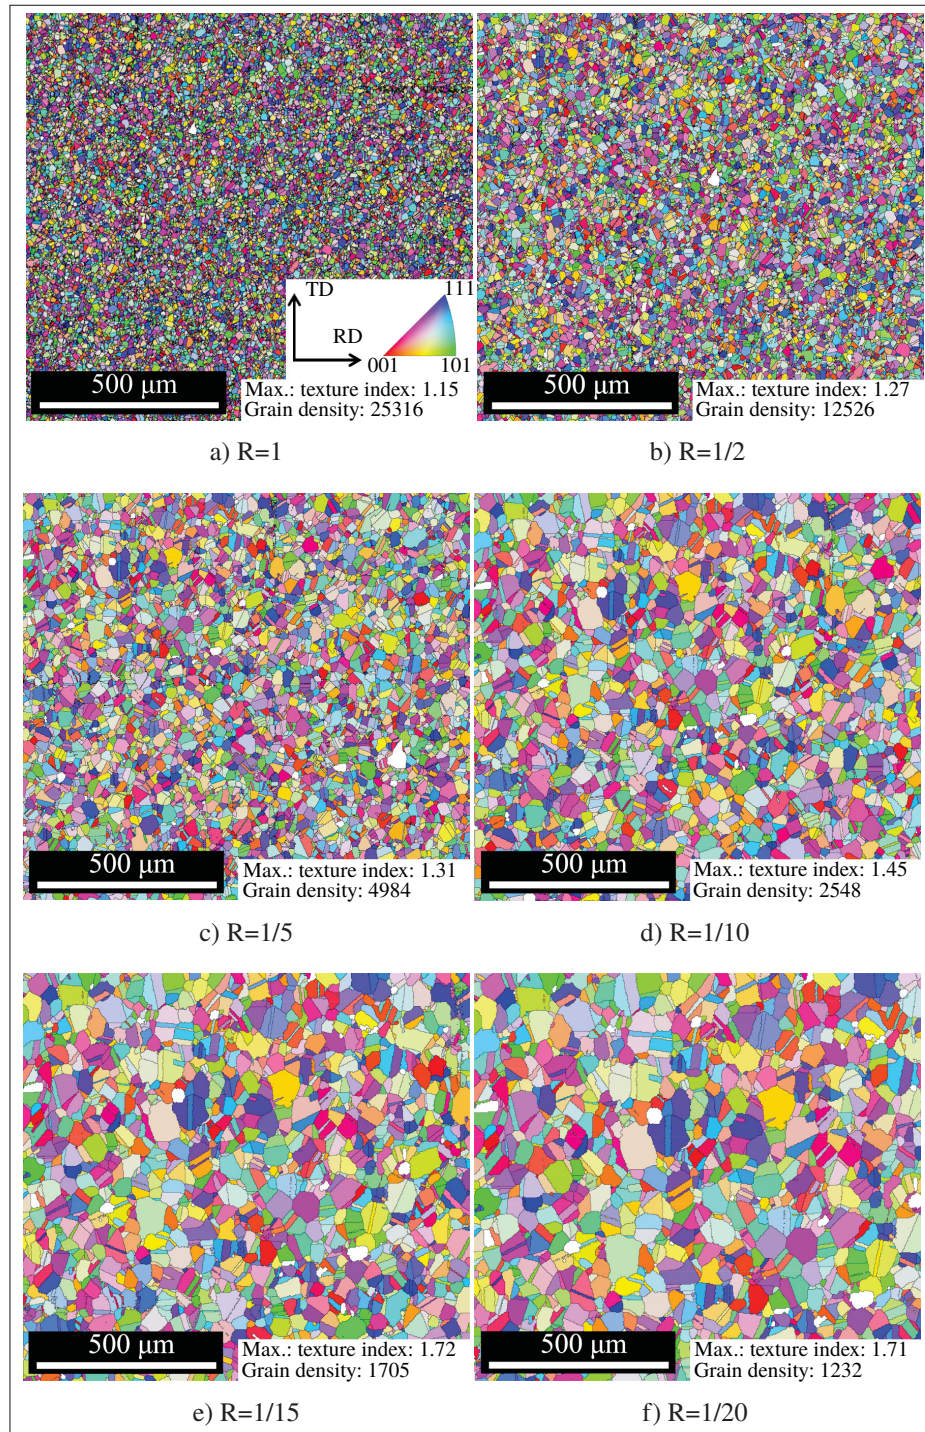 TD
111
RD
001
101
500 μm
Max.: texture index: 1.15
Grain density: 25316
a) R=1
500 μm
Max.: texture index: 1.27
Grain density: 12526
b) R=1/2
500 μm
Max.: texture index: 1.31
Grain density: 4984
c) R=1/5
500 μm
Max.: texture index: 1.45
Grain density: 2548
d) R=1/10
500 μm
Max.: texture index: 1.72
Grain density: 1705
e) R=1/15
500 μm
Max.: texture index: 1.71
Grain density: 1232
f) R=1/20